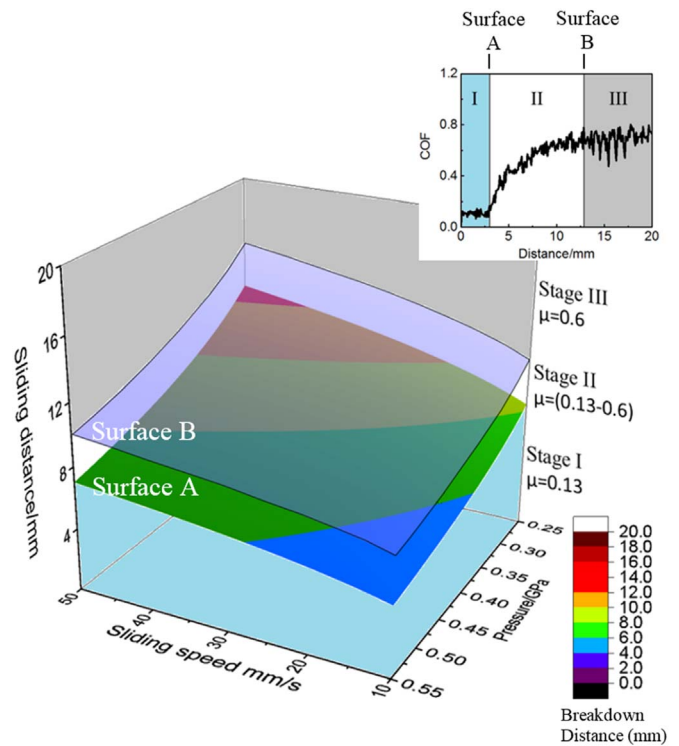 Surface
A
Surface
B
1.2
0.8
0.4
0.0
COF
I
II
III
0
5
10
15
20
Distance/mm
20
16
12
8
4
Sliding distance/mm
Surface B
Surface A
Stage III
μ=0.6
Stage II
μ=(0.13-0.6)
Stage I
μ=0.13
0.25
0.30
0.35
0.40
0.45
0.50
0.55
Pressure/GPa
50
40
30
20
10
Sliding speed mm/s
20.0
18.0
16.0
14.0
12.0
10.0
8.0
6.0
4.0
2.0
0.0
Breakdown
Distance (mm)